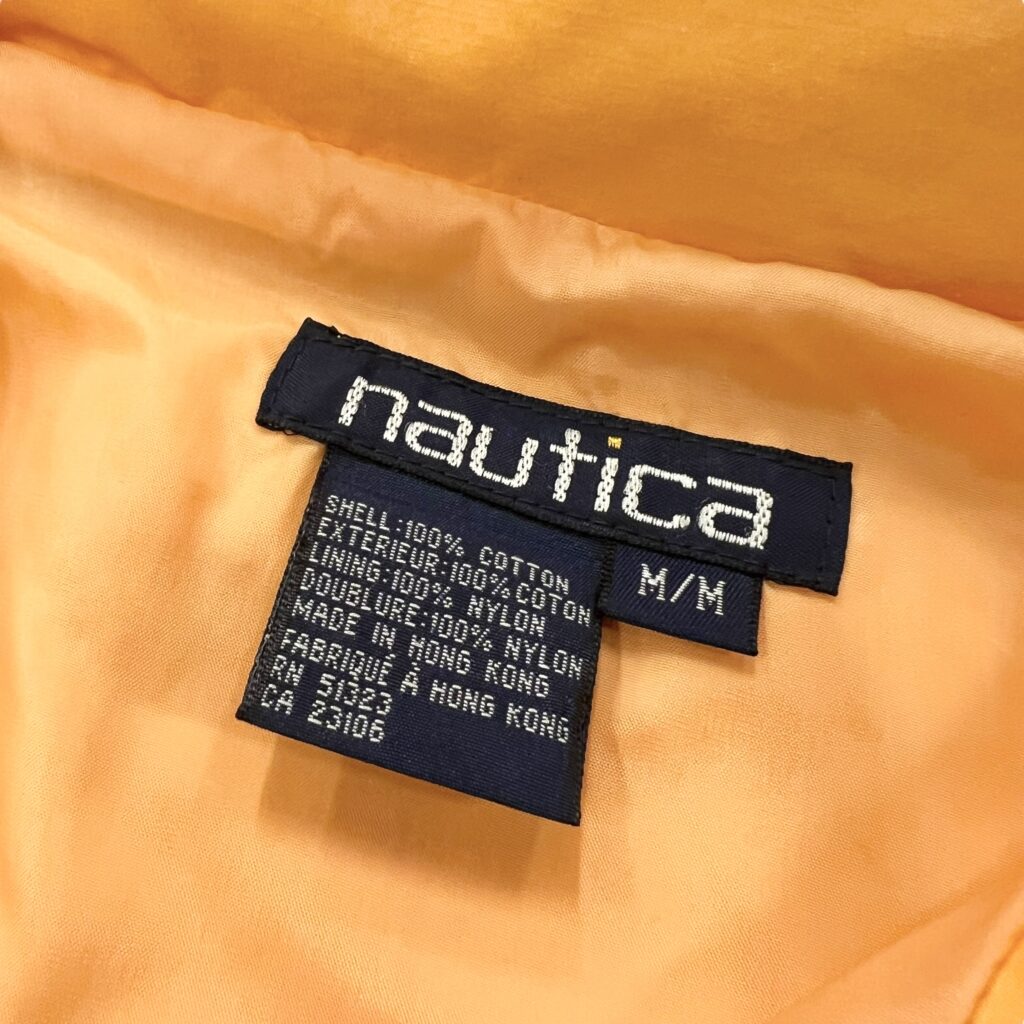 nautica
M/M
SHELL:100% COTTON
EXTERIEUR:100% COTON
LINING:100% NYLON
DOUBLURE:100% NYLON
MADE IN HONG KONG
FABRIQUÉ À HONG KONG
RN 51323
CA 23106